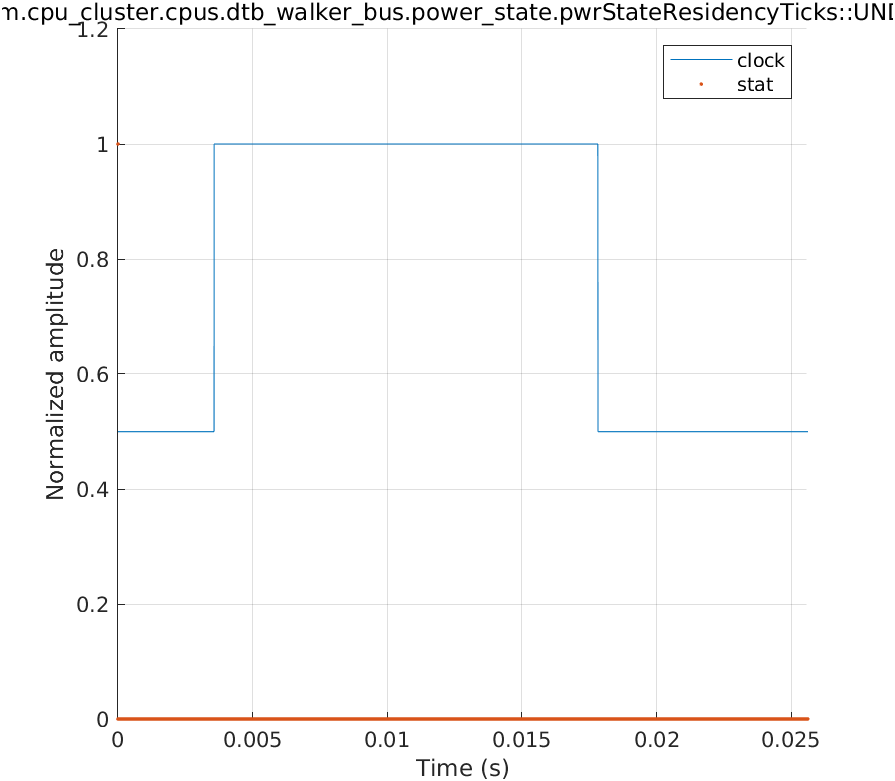 m.cpu_cluster.cpus.dtb_walker_bus.power_state.pwrStateResidencyTicks::UND
1.2
1
0.8
0.6
0.4
0.2
0
Normalized amplitude
clock
stat
0 0.005 0.01 0.015 0.02 0.025
Time (s)